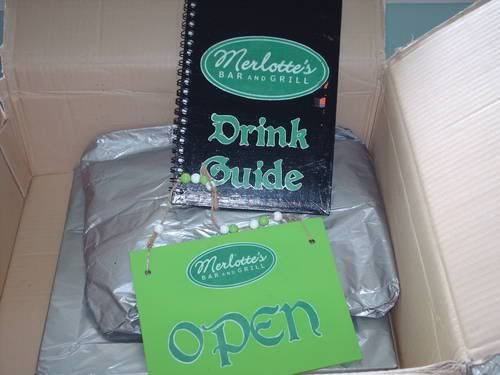 Merlotte's
BAR AND GRILL
Drink
Guide
Merlotte's
BAR AND GRILL
OPEN